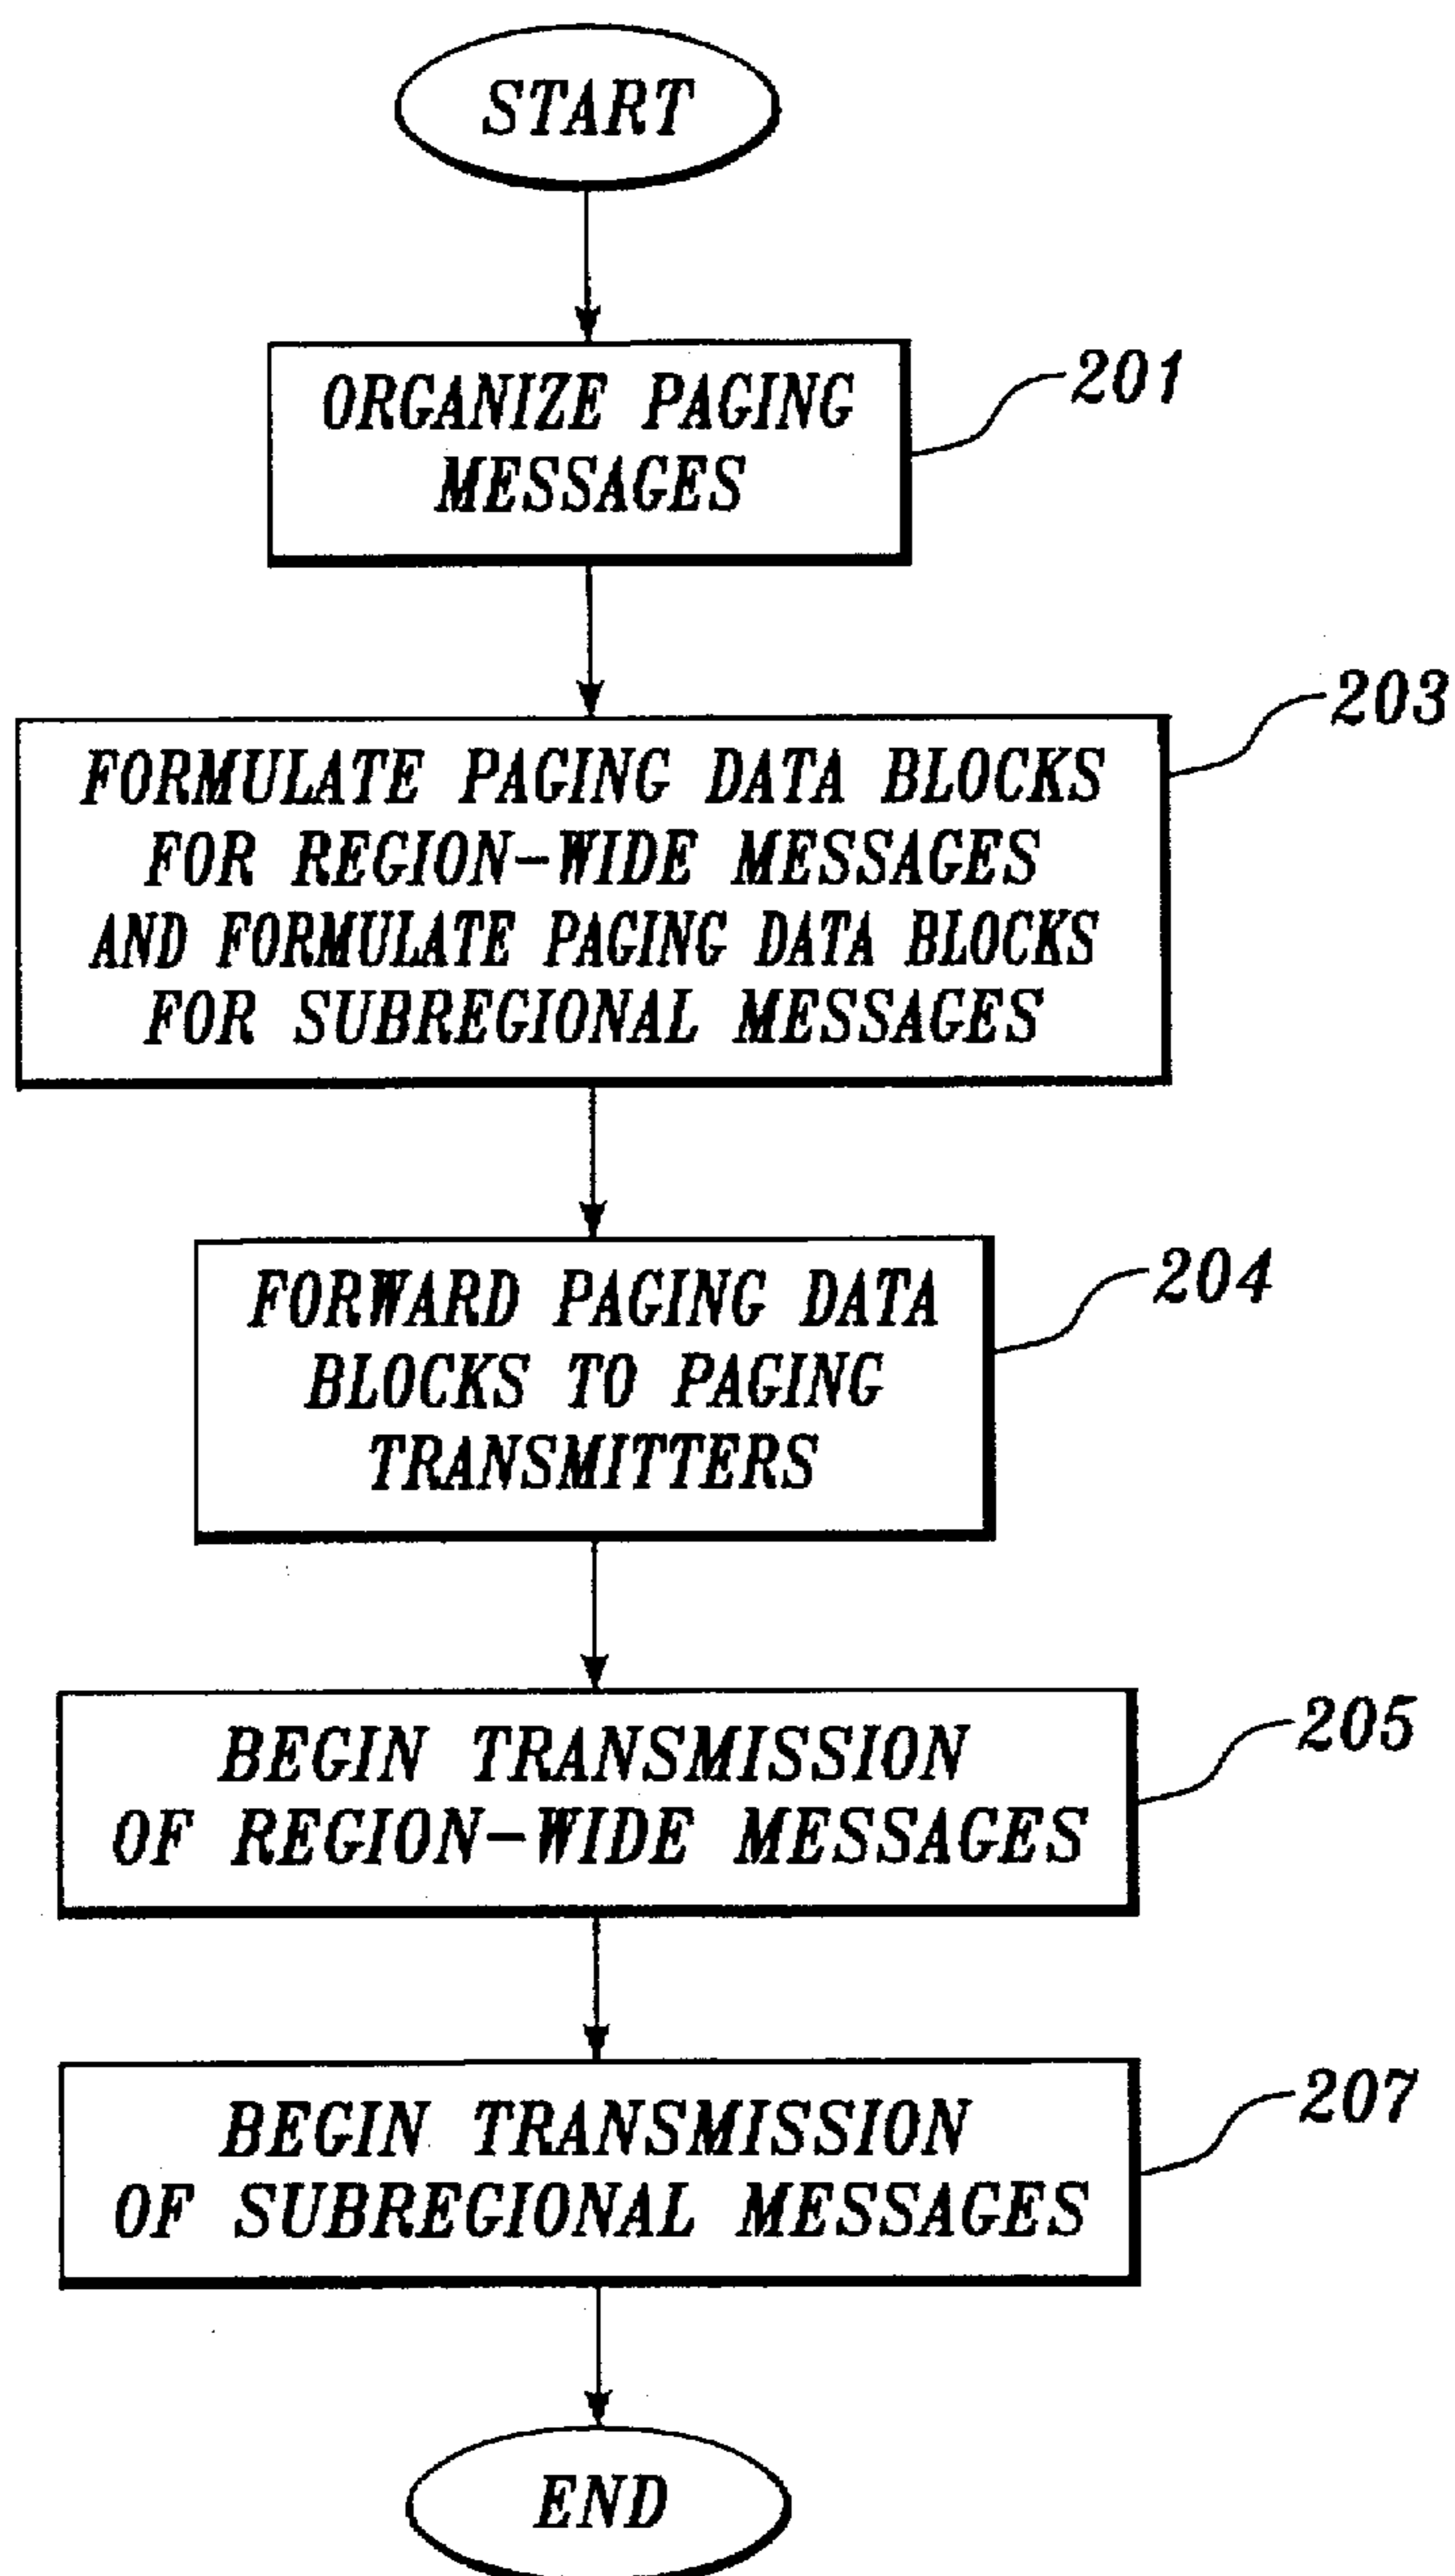 START
ORGANIZE PAGING
MESSAGES
201
FORMULATE PAGING DATA BLOCKS
FOR REGION-WIDE MESSAGES
AND FORMULATE PAGING DATA BLOCKS
FOR SUBREGIONAL MESSAGES
203
FORWARD PAGING DATA
BLOCKS TO PAGING
TRANSMITTERS
204
BEGIN TRANSMISSION
OF REGION-WIDE MESSAGES
205
BEGIN TRANSMISSION
OF SUBREGIONAL MESSAGES
207
END